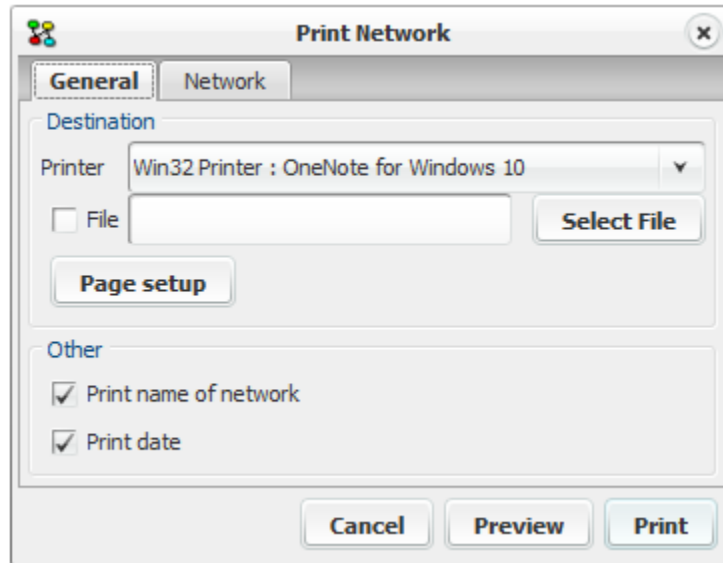 Print Network
General Network
Destination
Printer Win32 Printer : OneNote for Windows 10
File Select File
Page setup
Other
Print name of network
Print date
Cancel Preview Print